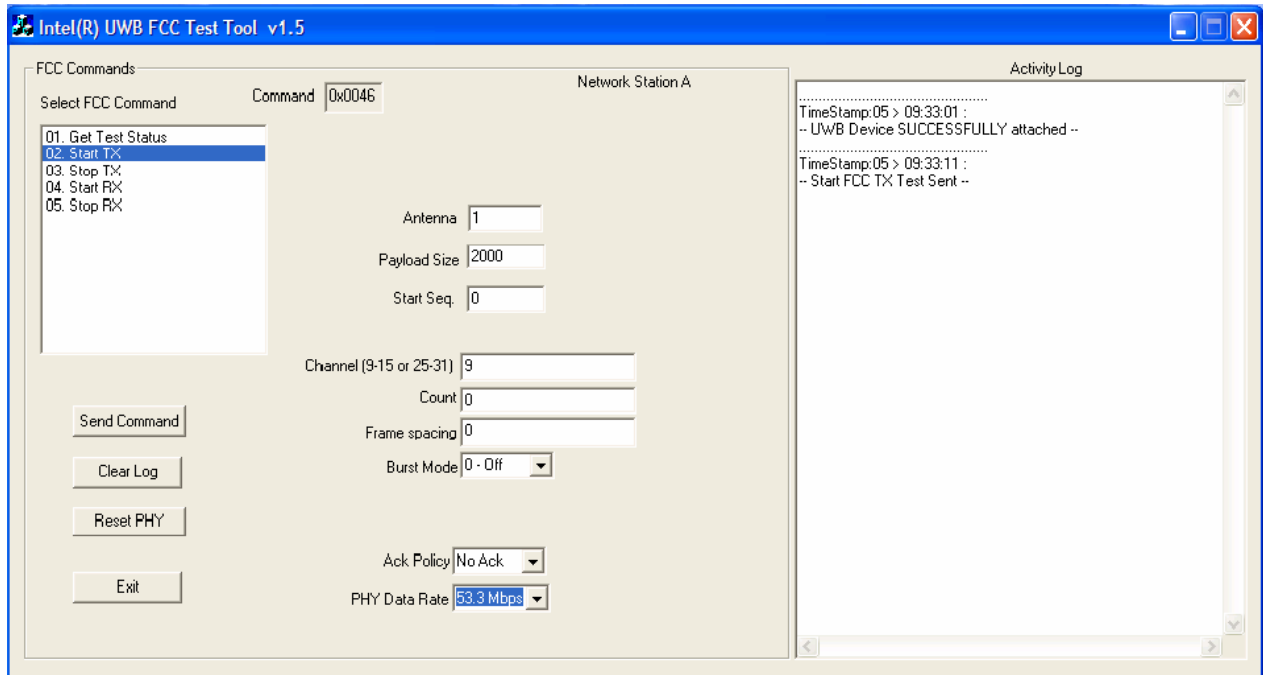 Intel(R) UWB FCC Test Tool v1.5
FCC Commands
Select FCC Command
Command 0x0046
Network Station A
01. Get Test Status
02. Start TX
03. Stop TX
04. Start RX
05. Stop RX
Antenna 1
Payload Size 2000
Start Seq. 0
Channel (9-15 or 25-31) 9
Count 0
Frame spacing 0
Burst Mode 0 - Off
Ack Policy No Ack
PHY Data Rate 53.3 Mbps
Send Command
Clear Log
Reset PHY
Exit
Activity Log
................................................
TimeStamp:05 > 09:33:01 :
-- UWB Device SUCCESSFULLY attached --
................................................
TimeStamp:05 > 09:33:11 :
-- Start FCC TX Test Sent --